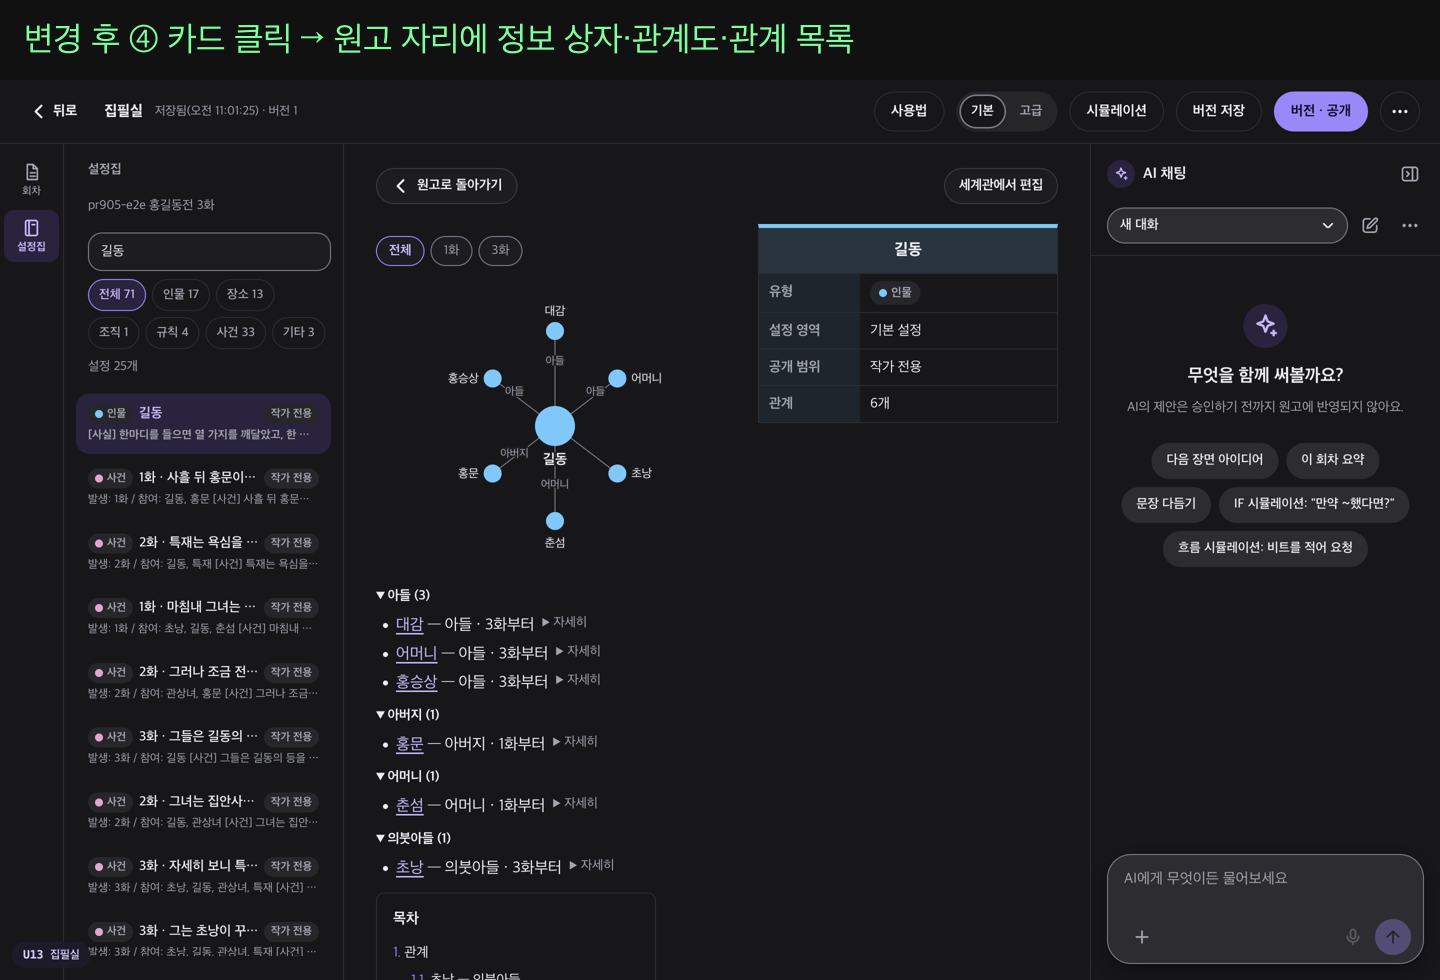 변경 후 ④ 카드 클릭 → 원고 자리에 정보 상자·관계도·관계 목록
뒤로
집필실
저장됨(오전 11:01:25) · 버전 1
사용법
기본
고급
시뮬레이션
버전 저장
버전 · 공개
회차
설정집
설정집
pr905-e2e 홍길동전 3화
길동
전체 71
인물 17
장소 13
조직 1
규칙 4
사건 33
기타 3
설정 25개
인물 길동 작가 전용
[사실] 한마디를 들으면 열 가지를 깨달았고, 한 ···
사건 1화 · 사흘 뒤 홍문이··· 작가 전용
발생: 1화 / 참여: 길동, 홍문 [사건] 사흘 뒤 홍문···
사건 2화 · 특재는 욕심을 ··· 작가 전용
발생: 2화 / 참여: 길동, 특재 [사건] 특재는 욕심을···
사건 1화 · 마침내 그녀는 ··· 작가 전용
발생: 1화 / 참여: 초낭, 길동, 춘섬 [사건] 마침내 ···
사건 2화 · 그러나 조금 전··· 작가 전용
발생: 2화 / 참여: 관상녀, 홍문 [사건] 그러나 조금···
사건 3화 · 그들은 길동의 ··· 작가 전용
발생: 3화 / 참여: 길동 [사건] 그들은 길동의 등을 ···
사건 2화 · 그녀는 집안사··· 작가 전용
발생: 2화 / 참여: 길동, 관상녀 [사건] 그녀는 집안···
사건 3화 · 자세히 보니 특··· 작가 전용
발생: 3화 / 참여: 초낭, 길동, 관상녀, 특재 [사건] ···
사건 3화 · 그는 초낭이 꾸··· 작가 전용
발생: 3화 / 참여: 초낭, 길동, 관상녀, 특재 [사건] ···
U13 집필실
원고로 돌아가기
세계관에서 편집
전체
1화
3화
대감
아들
홍승상
아들
어머니
아들
길동
홍문
아버지
초낭
어머니
춘섬
길동
유형 인물
설정 영역 기본 설정
공개 범위 작가 전용
관계 6개
▼ 아들 (3)
• 대감 — 아들 · 3화부터 ▶ 자세히
• 어머니 — 아들 · 3화부터 ▶ 자세히
• 홍승상 — 아들 · 3화부터 ▶ 자세히
▼ 아버지 (1)
• 홍문 — 아버지 · 1화부터 ▶ 자세히
▼ 어머니 (1)
• 춘섬 — 어머니 · 1화부터 ▶ 자세히
▼ 의붓아들 (1)
• 초낭 — 의붓아들 · 3화부터 ▶ 자세히
목차
1. 관계
1.1. 초낭 — 의붓아들
AI 채팅
새 대화
무엇을 함께 써볼까요?
AI의 제안은 승인하기 전까지 원고에 반영되지 않아요.
다음 장면 아이디어
이 회차 요약
문장 다듬기
IF 시뮬레이션: "만약 ~했다면?"
흐름 시뮬레이션: 비트를 적어 요청
AI에게 무엇이든 물어보세요